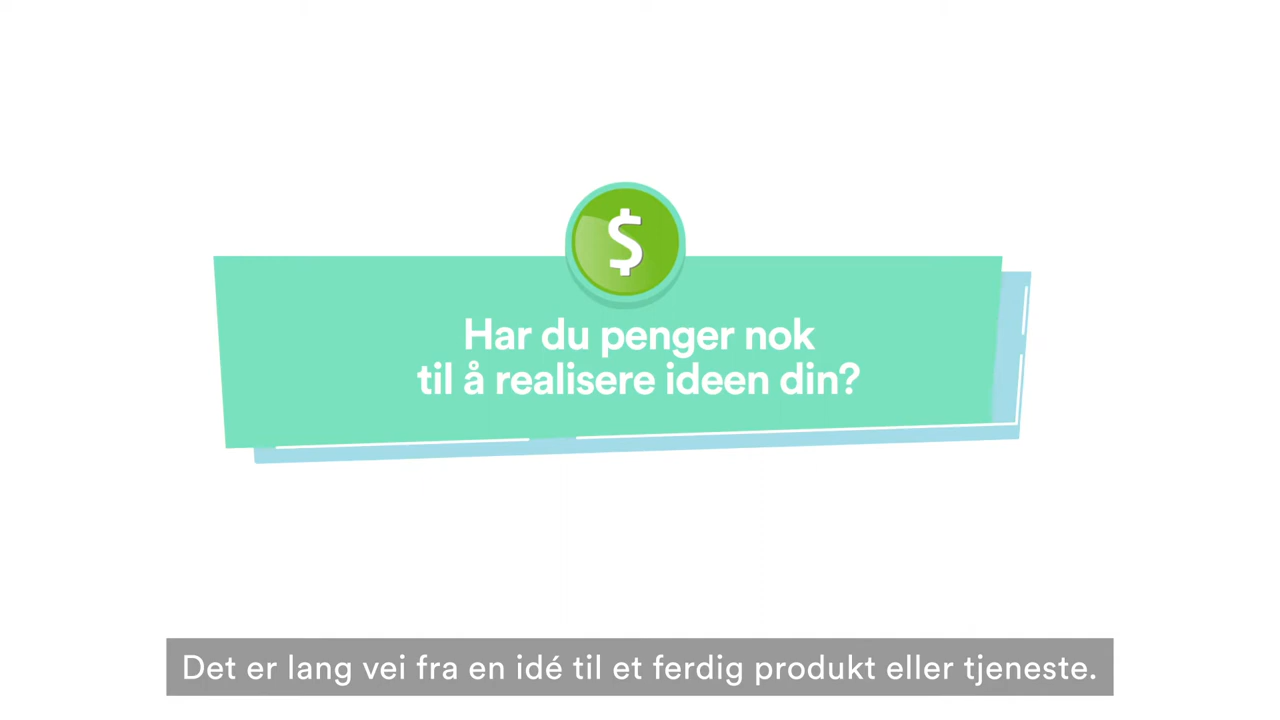 $
Har du penger nok
til å realisere ideen din?
Det er lang vei fra en idé til et ferdig produkt eller tjeneste.